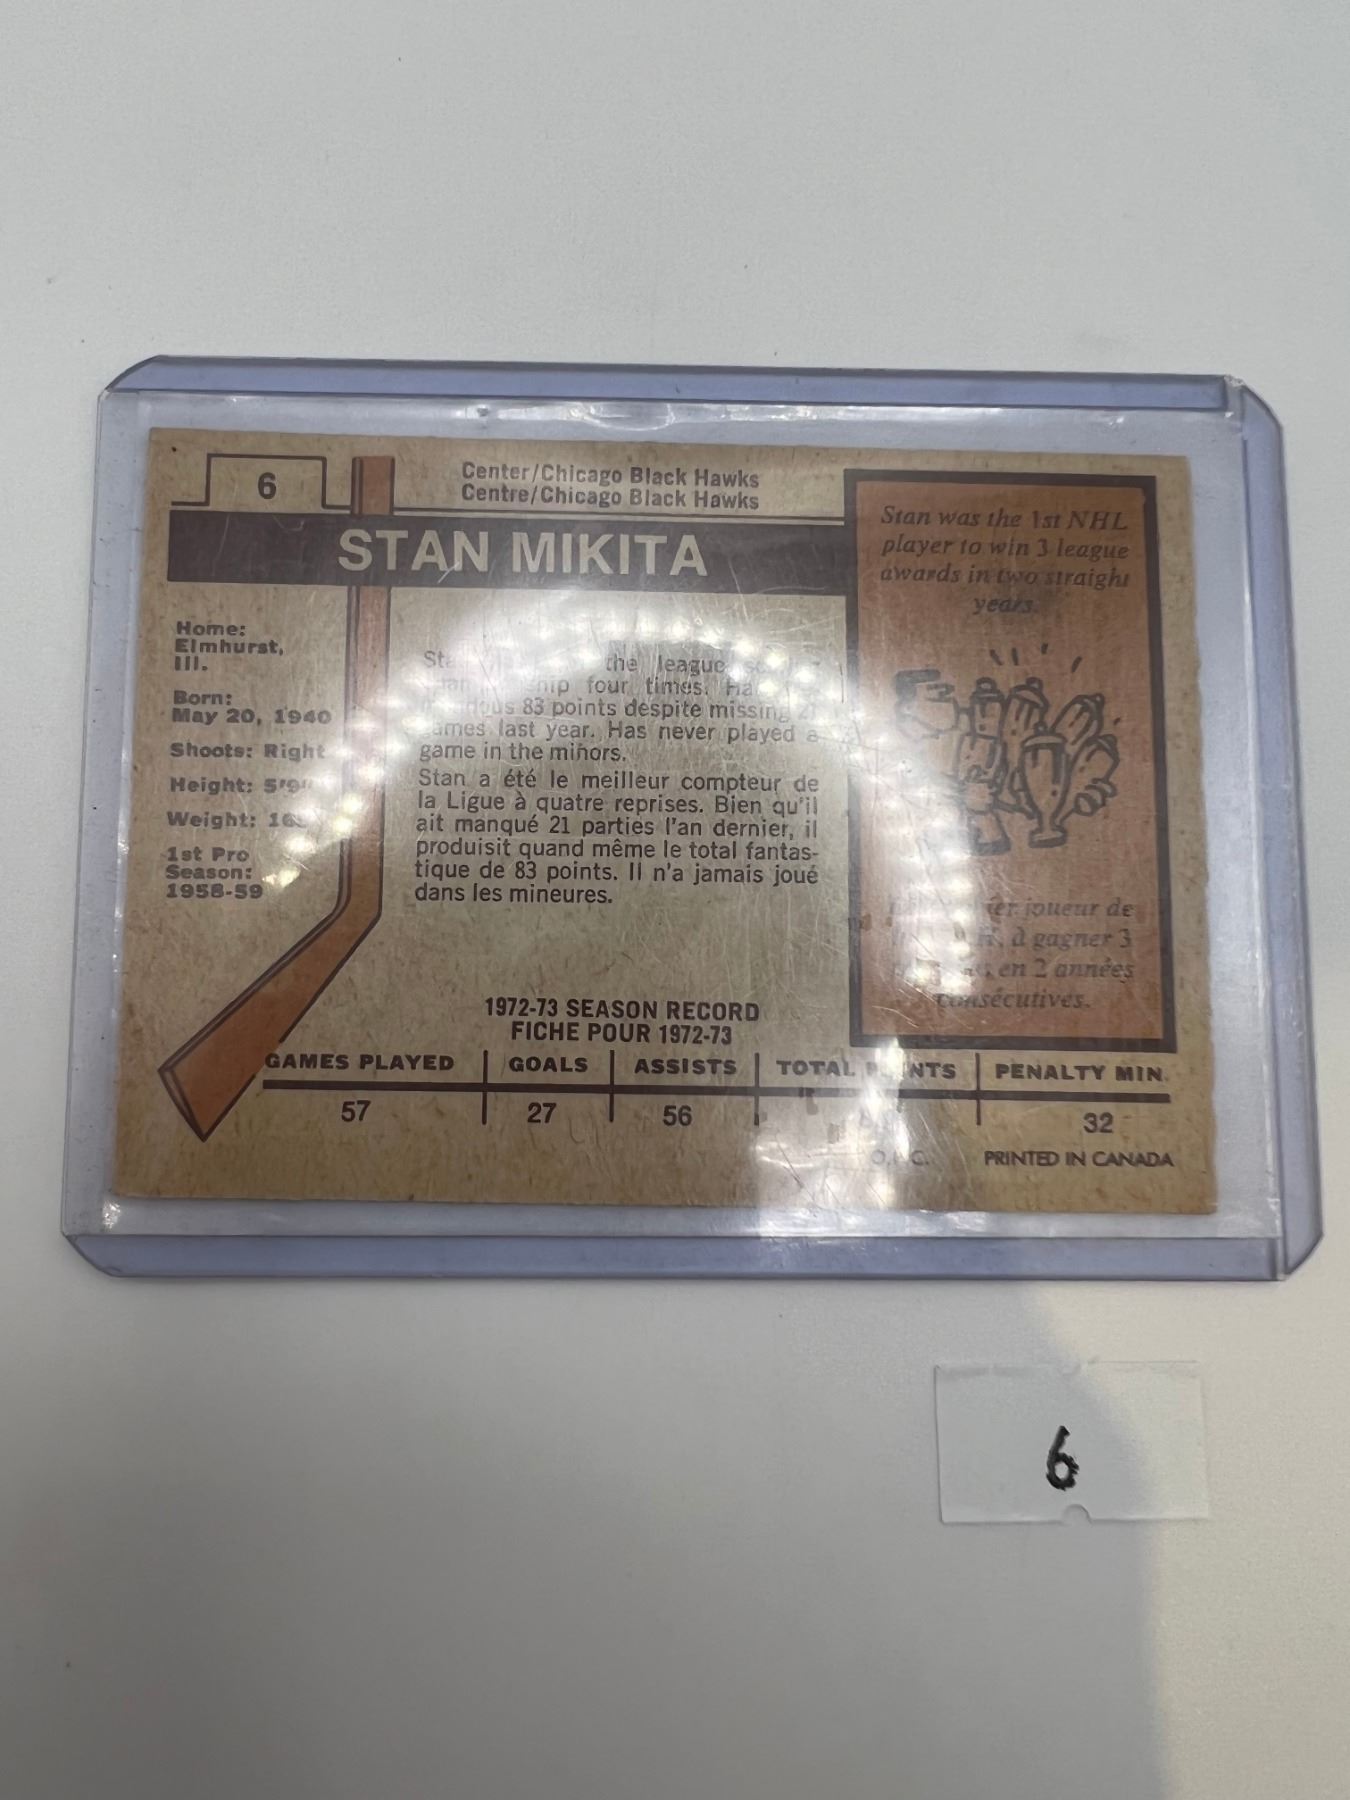 6
Center/Chicago Black Hawks
Centre/Chicago Black Hawks
STAN MIKITA
Home:
Elmhurst,
Ill.
Born:
May 20, 1940
Shoots: Right
Height: 5'9"
Weight:
1st Pro
Season:
1958-59
the league
four times.
83 points despite missing 21
games last year. Has never played a
game in the minors.
Stan a été le meilleur compteur de
la Ligue à quatre reprises. Bien qu'il
ait manqué 21 parties l'an dernier, il
produisit quand même le total fantas-
tique de 83 points. Il n'a jamais joué
dans les mineures.
Stan was the 1st NHL
player to win 3 league
awards in two straight
years.
joueur de
à gagner 3
en 2 années
consécutives.
1972-73 SEASON RECORD
FICHE POUR 1972-73
GAMES PLAYED GOALS ASSISTS TOTAL POINTS PENALTY MIN.
57 27 56 32
PRINTED IN CANADA
6